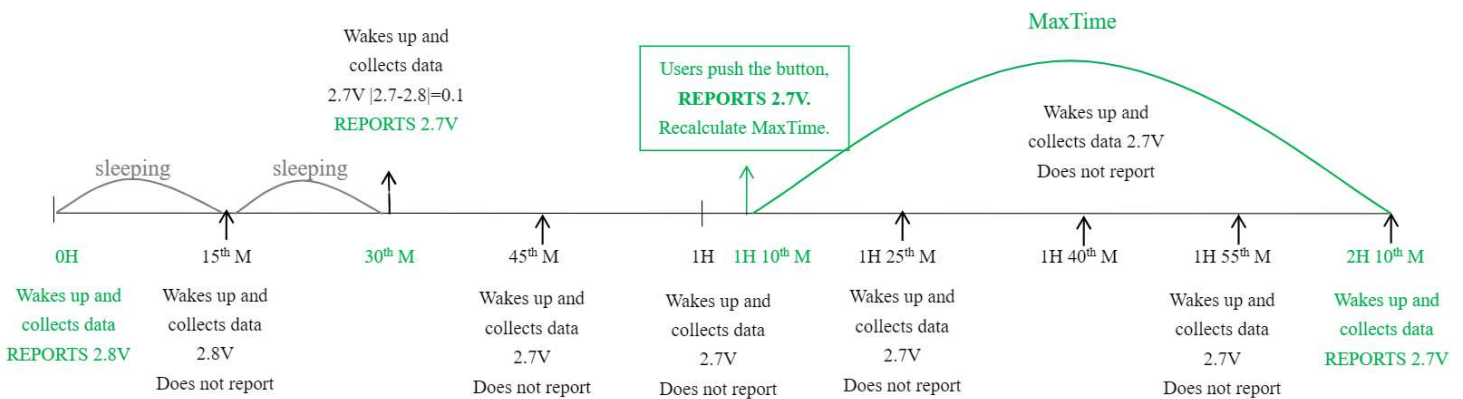 MaxTime
Wakes up and
collects data
2.7V |2.7-2.8|=0.1
REPORTS 2.7V
Users push the button,
REPORTS 2.7V.
Recalculate MaxTime.
Wakes up and
collects data 2.7V
Does not report
sleeping
sleeping
0H
15th M
30th M
45th M
1H
1H 10th M
1H 25th M
1H 40th M
1H 55th M
2H 10th M
Wakes up and
collects data
REPORTS 2.8V
Wakes up and
collects data
2.8V
Does not report
Wakes up and
collects data
2.7V
Does not report
Wakes up and
collects data
2.7V
Does not report
Wakes up and
collects data
2.7V
Does not report
Wakes up and
collects data
2.7V
Does not report
Wakes up and
collects data
REPORTS 2.7V